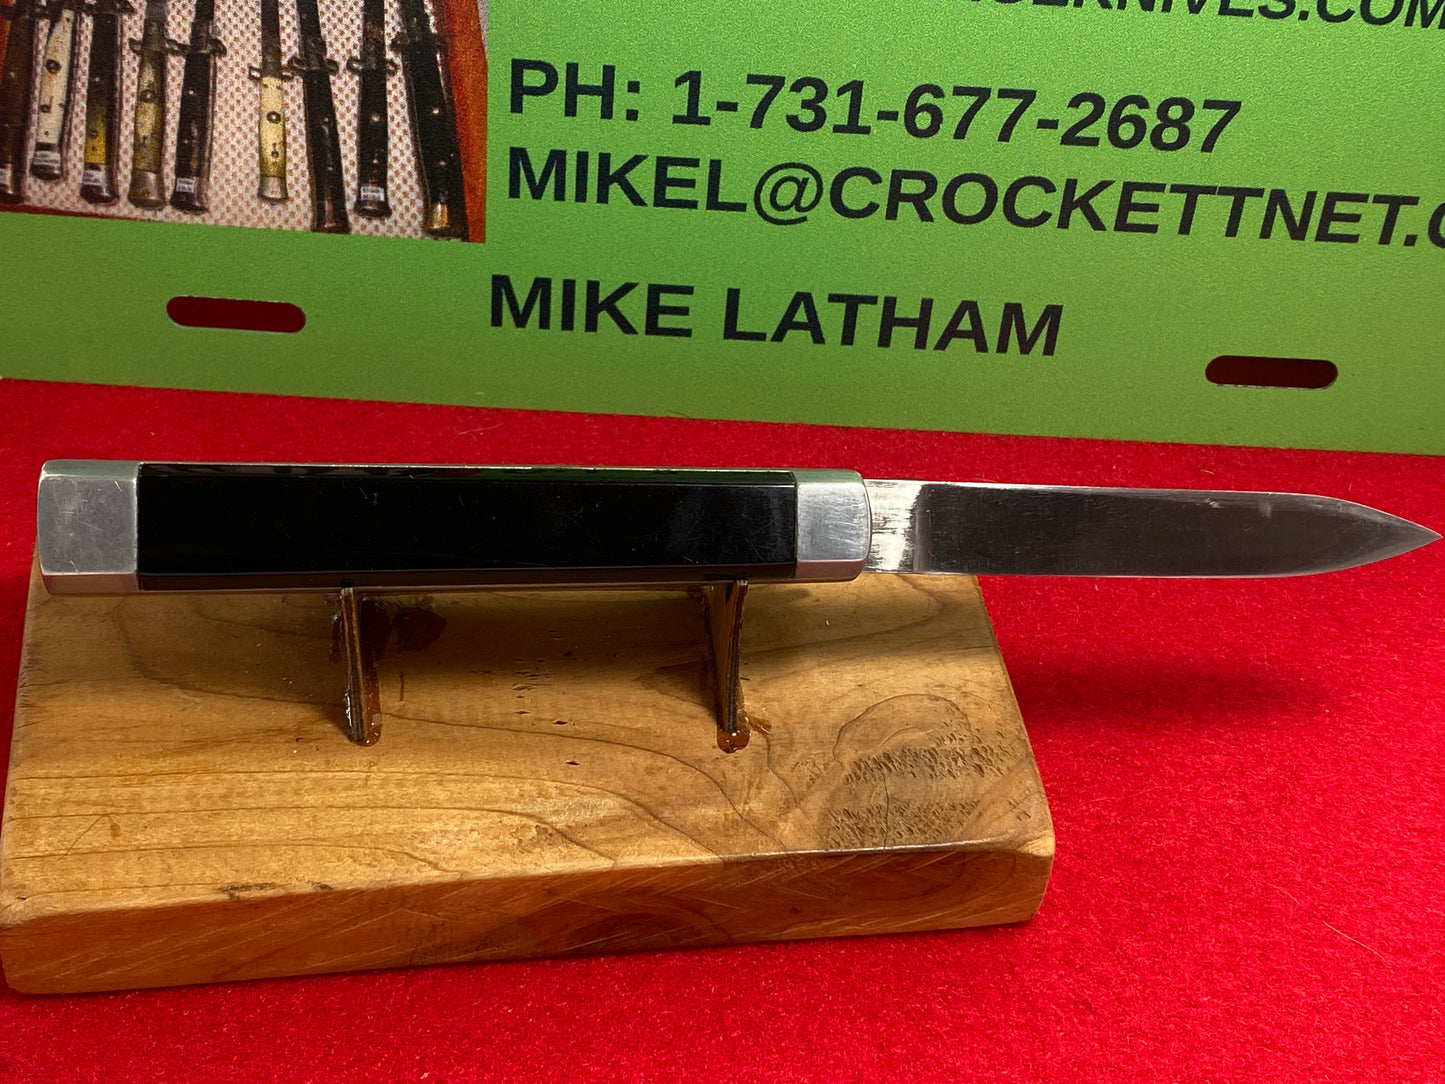 PH: 1-731-677-2687
MIKEL@CROCKETTNET.
MIKE LATHAM